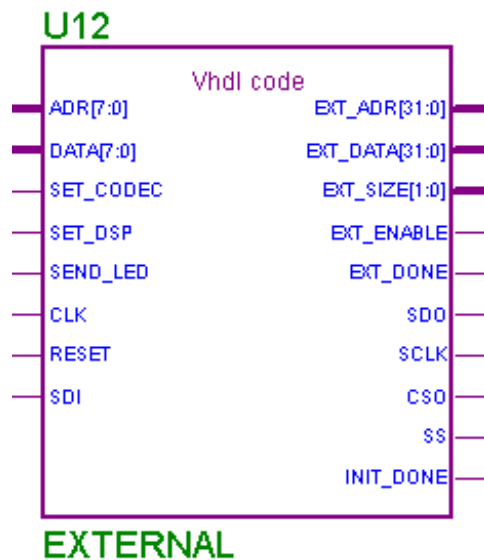 U12
Vhdl code
ADR[7:0] EXT_ADR[31:0]
DATA[7:0] EXT_DATA[31:0]
SET_CODEC EXT_SIZE[1:0]
SET_DSP EXT_ENABLE
SEND_LED EXT_DONE
CLK SDO
RESET SCLK
SDI CSO
SS
INIT_DONE
EXTERNAL